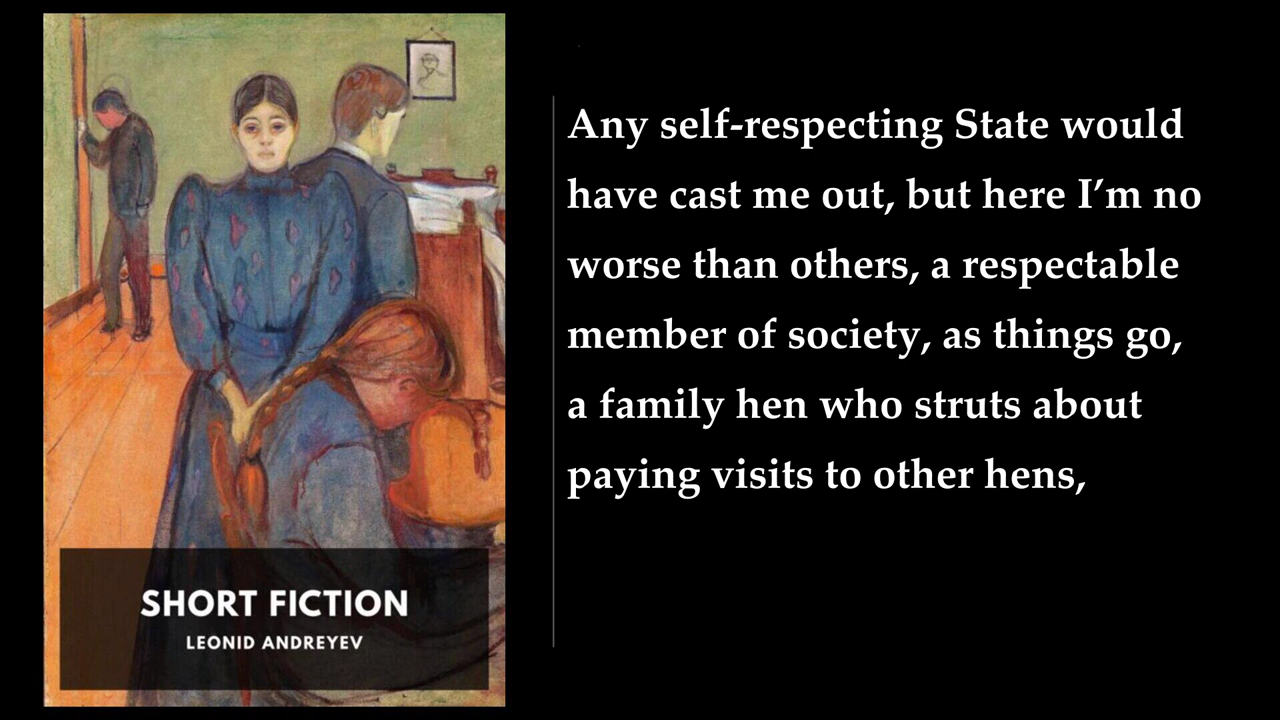 SHORT FICTION
LEONID ANDREYEV
Any self-respecting State would
have cast me out, but here I’m no
worse than others, a respectable
member of society, as things go,
a family hen who struts about
paying visits to other hens,